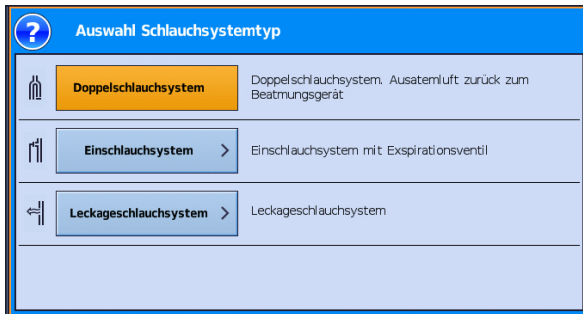 ?
Auswahl Schlauchsystemtyp
Doppelschlauchsystem
Doppelschlauchsystem. Ausatemluft zurück zum
Beatmungsgerät
Einschlauchsystem >
Einschlauchsystem mit Exspirationsventil
Leckageschlauchsystem >
Leckageschlauchsystem